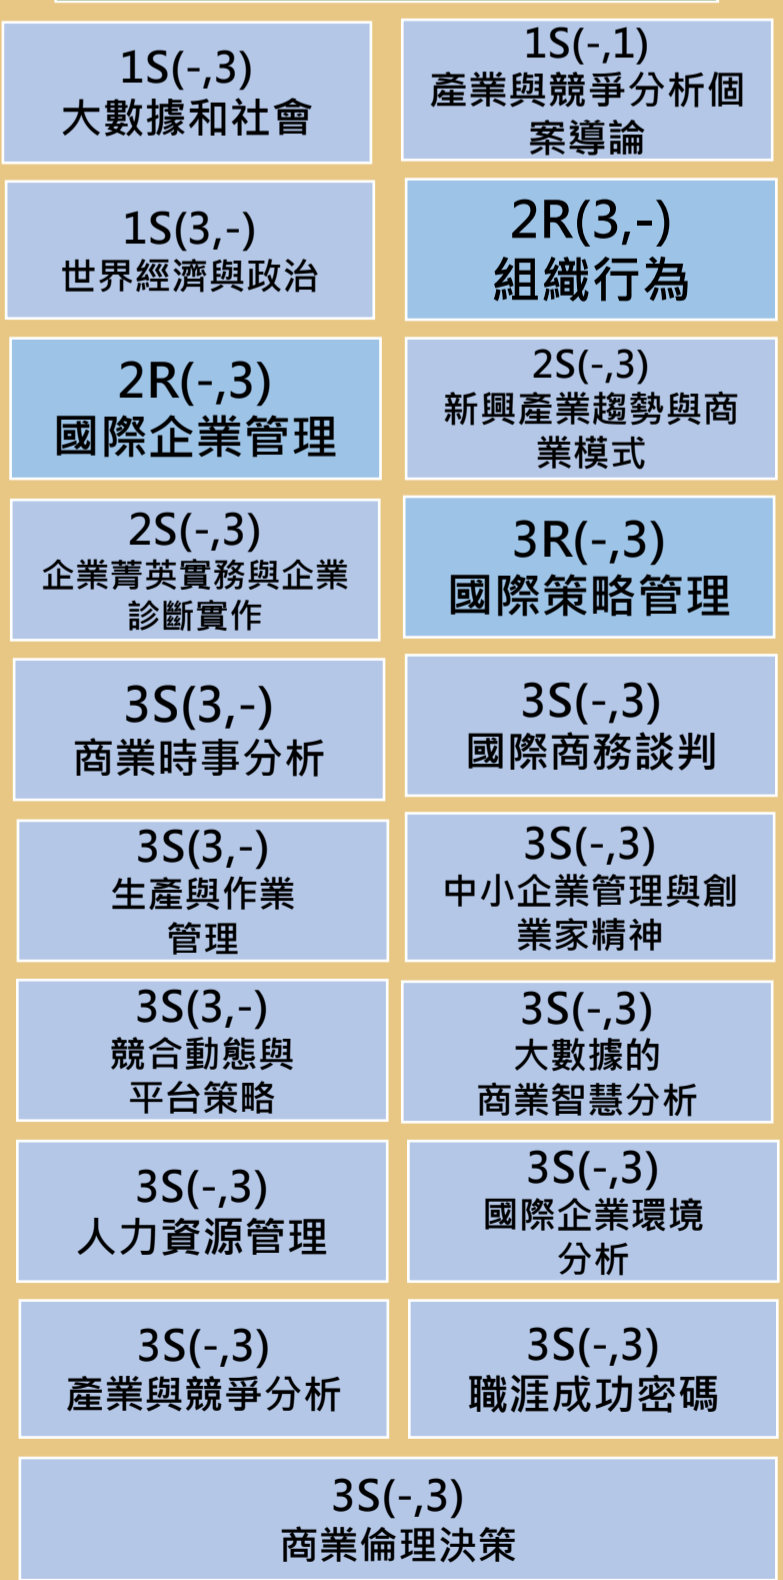 1S(-,3)
大數據和社會
1S(-,1)
產業與競爭分析個
案導論
1S(3,-)
世界經濟與政治
2R(3,-)
組織行為
2R(-,3)
國際企業管理
2S(-,3)
新興產業趨勢與商
業模式
2S(-,3)
企業菁英實務與企業
診斷實作
3R(-,3)
國際策略管理
3S(3,-)
商業時事分析
3S(-,3)
國際商務談判
3S(3,-)
生產與作業
管理
3S(-,3)
中小企業管理與創
業家精神
3S(3,-)
競合動態與
平台策略
3S(-,3)
大數據的
商業智慧分析
3S(-,3)
人力資源管理
3S(-,3)
國際企業環境
分析
3S(-,3)
產業與競爭分析
3S(-,3)
職涯成功密碼
3S(-,3)
商業倫理決策